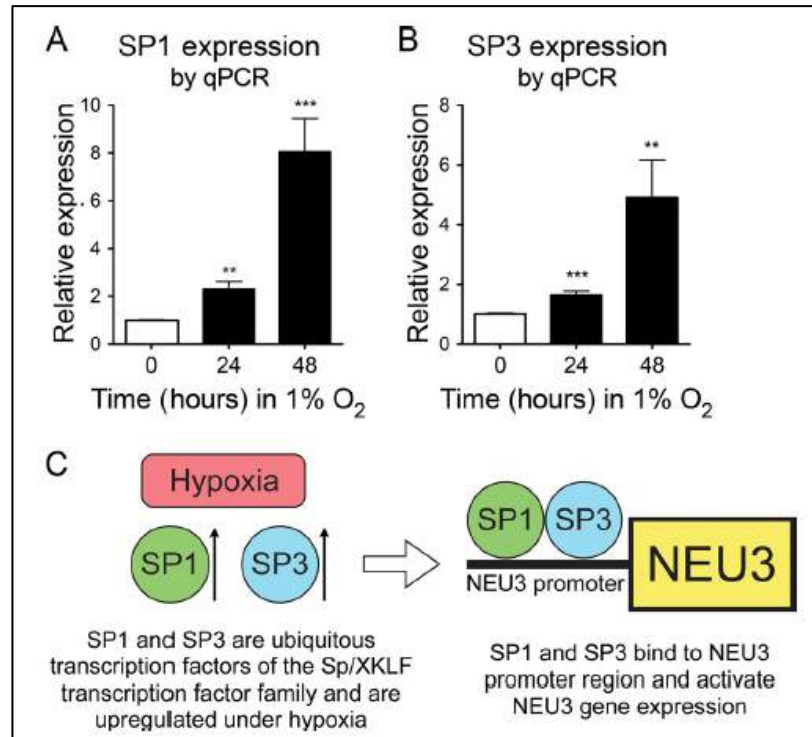 A
SP1 expression
by qPCR
Relative expression
10
8
6
4
2
0
**
***
0 24 48
Time (hours) in 1% O2
B
SP3 expression
by qPCR
Relative expression
8
6
4
2
0
***
**
0 24 48
Time (hours) in 1% O2
C
Hypoxia
SP1 SP3
SP1 and SP3 are ubiquitous
transcription factors of the Sp/XKLF
transcription factor family and are
upregulated under hypoxia
SP1 SP3
NEU3 promoter
NEU3
SP1 and SP3 bind to NEU3
promoter region and activate
NEU3 gene expression